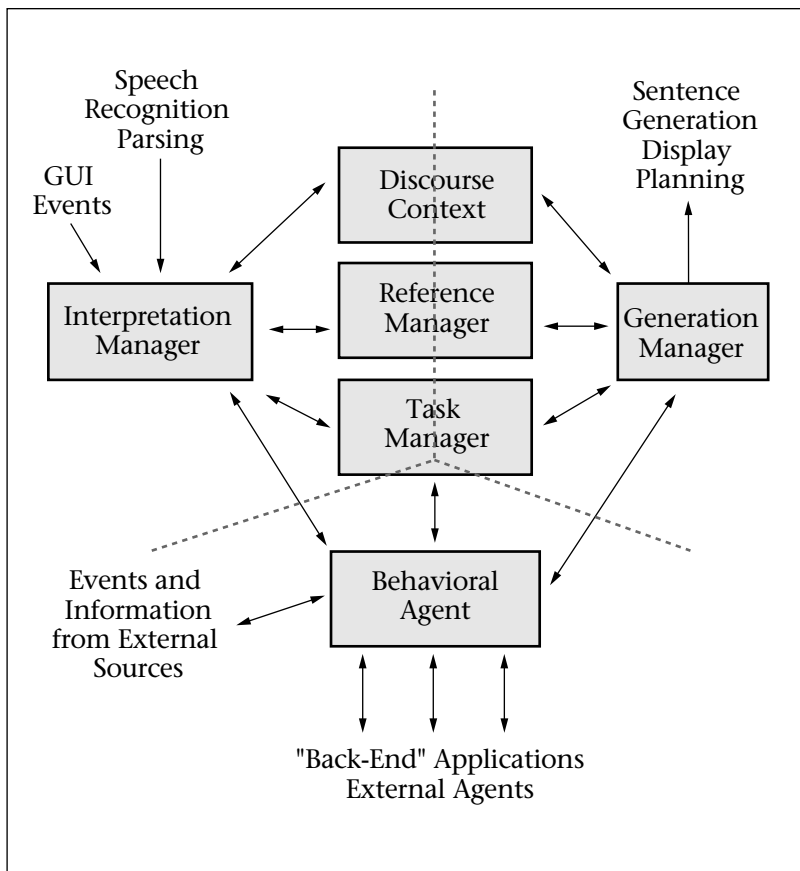 Speech
Recognition
Parsing
GUI
Events
Sentence
Generation
Display
Planning
Discourse
Context
Interpretation
Manager
Reference
Manager
Generation
Manager
Task
Manager
Events and
Information
from External
Sources
Behavioral
Agent
"Back-End" Applications
External Agents